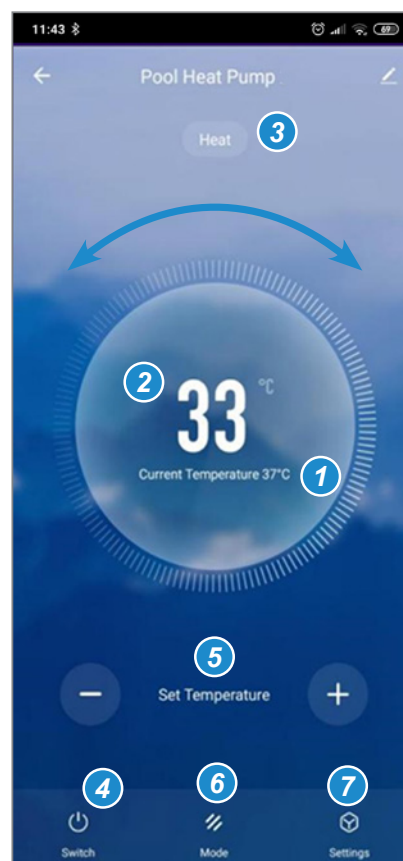 11:43 69
Pool Heat Pump
Heat 3
2
33 °C
Current Temperature 37°C 1
5
− Set Temperature +
4 6 7
Switch Mode Settings